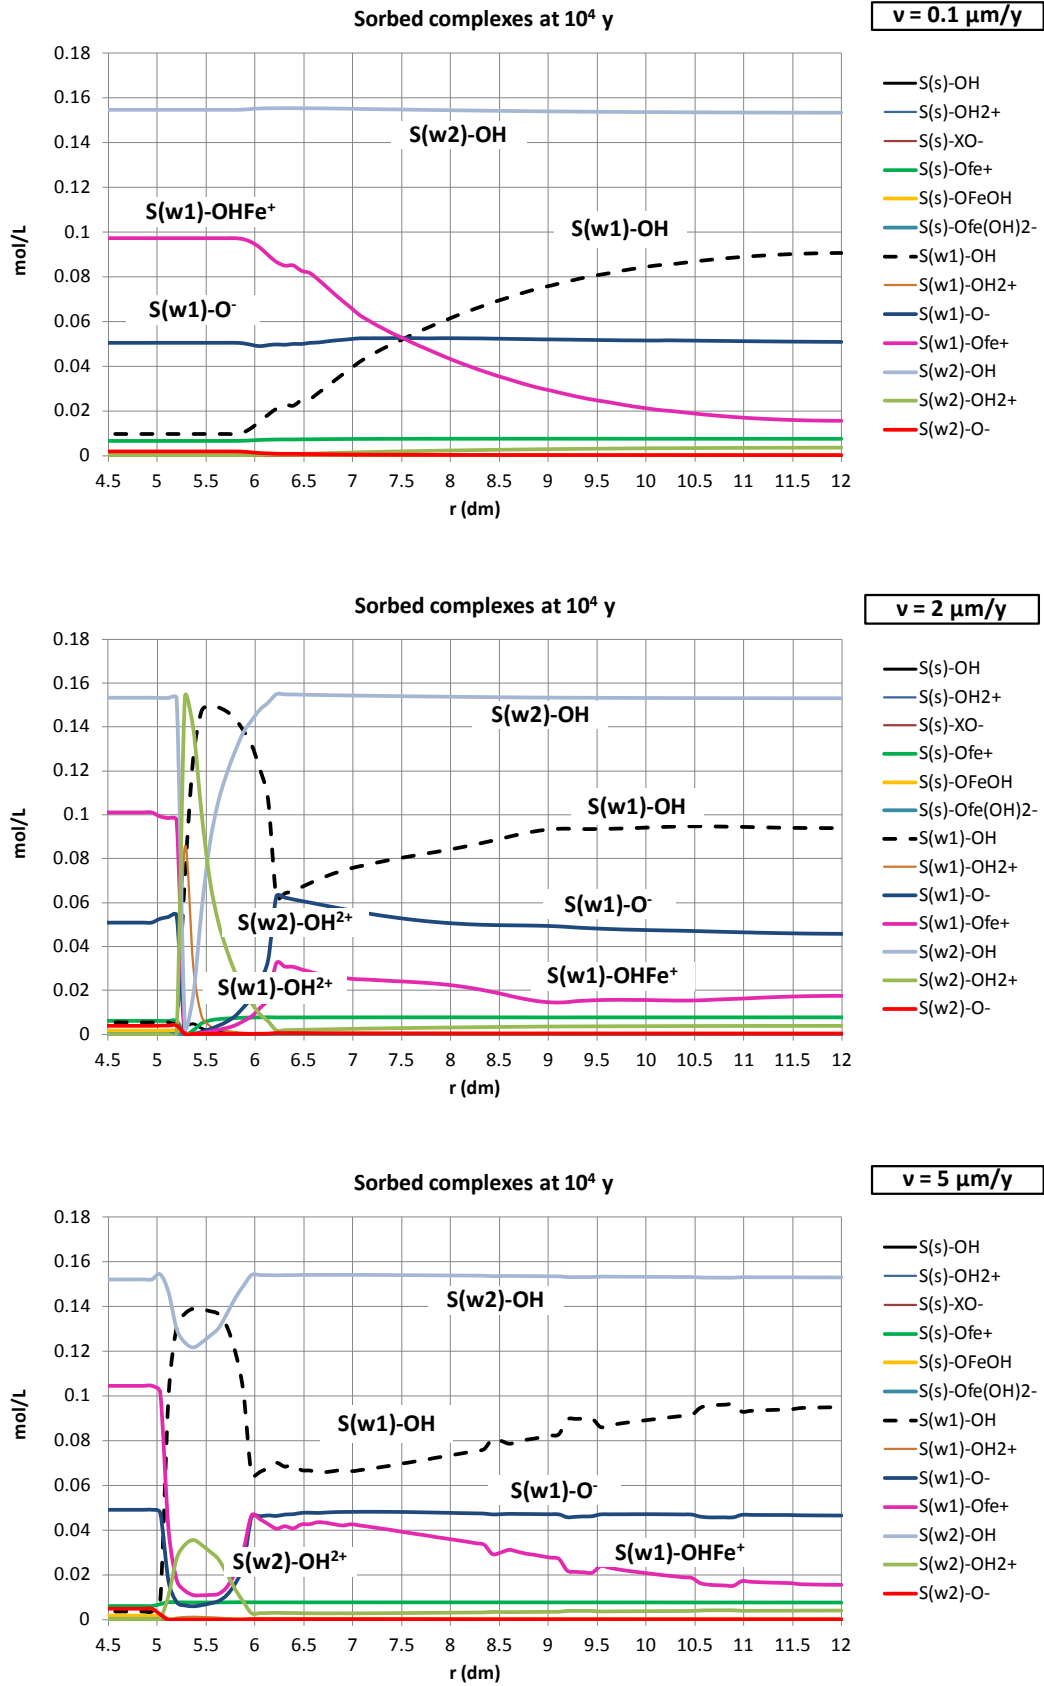 Sorbed complexes at 10⁴ y
ν = 0.1 µm/y
0.18
0.16
0.14
0.12
0.1
0.08
0.06
0.04
0.02
0
mol/L
S(w2)-OH
S(w1)-OHFe⁺
S(w1)-OH
S(w1)-O⁻
4.5 5 5.5 6 6.5 7 7.5 8 8.5 9 9.5 10 10.5 11 11.5 12
r (dm)
S(s)-OH
S(s)-OH2+
S(s)-XO-
S(s)-Ofe+
S(s)-OFeOH
S(s)-Ofe(OH)2-
S(w1)-OH
S(w1)-OH2+
S(w1)-O-
S(w1)-Ofe+
S(w2)-OH
S(w2)-OH2+
S(w2)-O-
Sorbed complexes at 10⁴ y
ν = 2 µm/y
0.18
0.16
0.14
0.12
0.1
0.08
0.06
0.04
0.02
0
mol/L
S(w2)-OH
S(w1)-OH
S(w1)-O⁻
S(w2)-OH²⁺
S(w1)-OHFe⁺
S(w1)-OH²⁺
4.5 5 5.5 6 6.5 7 7.5 8 8.5 9 9.5 10 10.5 11 11.5 12
r (dm)
S(s)-OH
S(s)-OH2+
S(s)-XO-
S(s)-Ofe+
S(s)-OFeOH
S(s)-Ofe(OH)2-
S(w1)-OH
S(w1)-OH2+
S(w1)-O-
S(w1)-Ofe+
S(w2)-OH
S(w2)-OH2+
S(w2)-O-
Sorbed complexes at 10⁴ y
ν = 5 µm/y
0.18
0.16
0.14
0.12
0.1
0.08
0.06
0.04
0.02
0
mol/L
S(w2)-OH
S(w1)-OH
S(w1)-O⁻
S(w1)-OHFe⁺
S(w2)-OH²⁺
4.5 5 5.5 6 6.5 7 7.5 8 8.5 9 9.5 10 10.5 11 11.5 12
r (dm)
S(s)-OH
S(s)-OH2+
S(s)-XO-
S(s)-Ofe+
S(s)-OFeOH
S(s)-Ofe(OH)2-
S(w1)-OH
S(w1)-OH2+
S(w1)-O-
S(w1)-Ofe+
S(w2)-OH
S(w2)-OH2+
S(w2)-O-